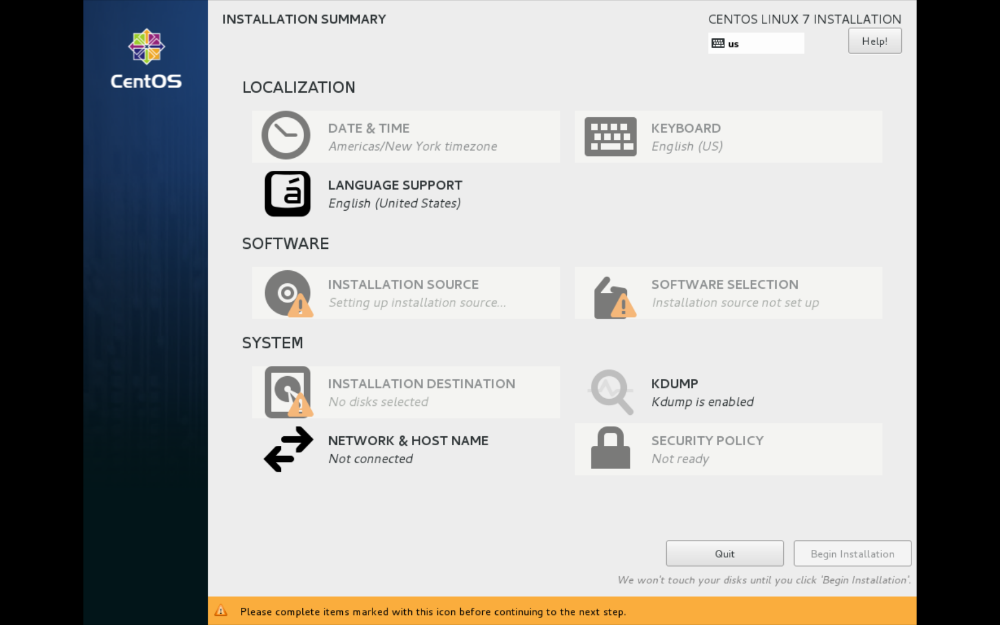 INSTALLATION SUMMARY
CENTOS LINUX 7 INSTALLATION
us
Help!
CentOS
LOCALIZATION
DATE & TIME
Americas/New York timezone
KEYBOARD
English (US)
á
LANGUAGE SUPPORT
English (United States)
SOFTWARE
INSTALLATION SOURCE
Setting up installation source...
SOFTWARE SELECTION
Installation source not set up
SYSTEM
INSTALLATION DESTINATION
No disks selected
KDUMP
Kdump is enabled
NETWORK & HOST NAME
Not connected
SECURITY POLICY
Not ready
Quit
Begin Installation
We won't touch your disks until you click 'Begin Installation'.
Please complete items marked with this icon before continuing to the next step.